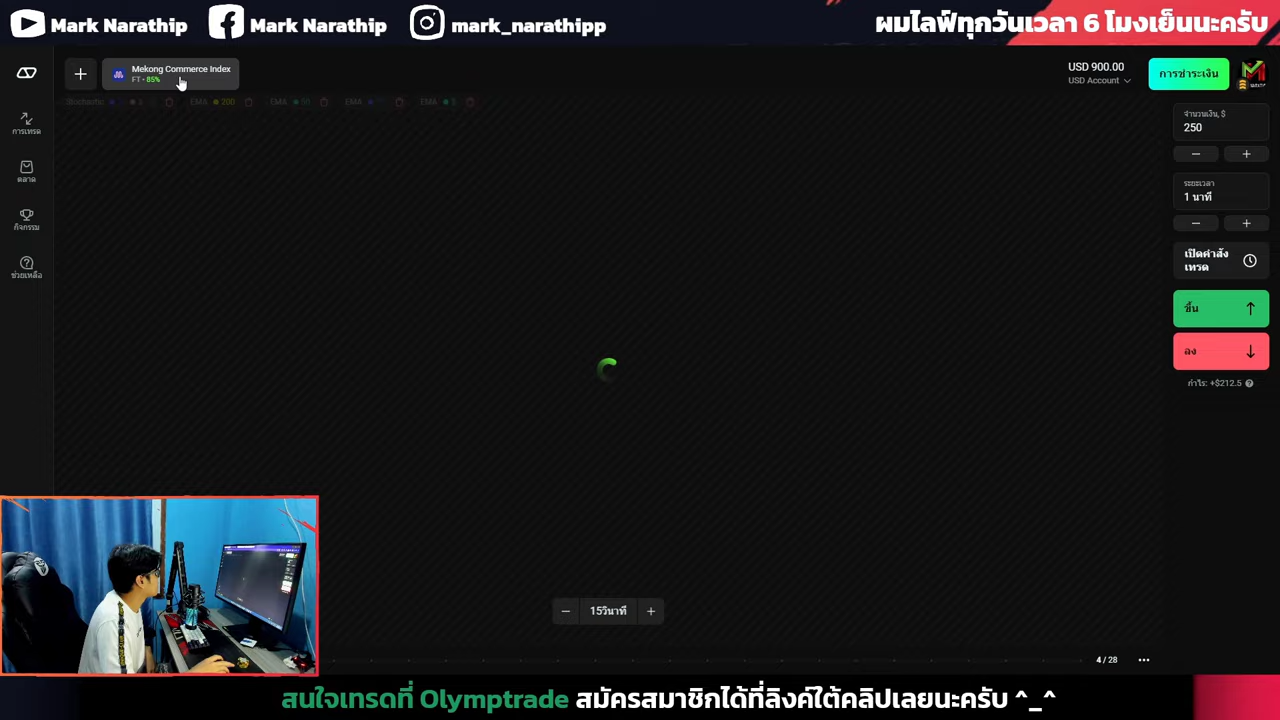 Mark Narathip
Mark Narathip
mark_narathipp
ผมไลฟ์ทุกวันเวลา 6 โมงเย็นนะครับ
Mekong Commerce Index
FT • 85%
USD 900.00
USD Account
การชำระเงิน
EMA 200
EMA
EMA
EMA
การเทรด
ตลาด
กิจกรรม
ช่วยเหลือ
จำนวนเงิน, $
250
ระยะเวลา
1 นาที
เปิดคำสั่ง
เทรด
ขึ้น
ลง
กำไร: +$212.5
15วินาที
4 / 28
สนใจเทรดที่ Olymptrade สมัครสมาชิกได้ที่ลิงค์ใต้คลิปเลยนะครับ ^_^